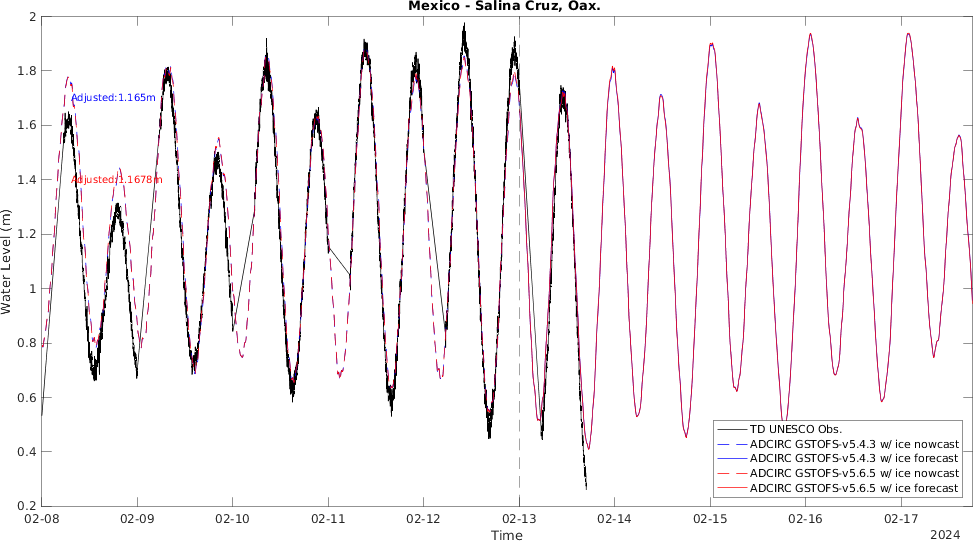 Mexico - Salina Cruz, Oax.
Water Level (m)
2
1.8
1.6
1.4
1.2
1
0.8
0.6
0.4
0.2
Adjusted:1.165m
Adjusted:1.1678m
TD UNESCO Obs.
ADCIRC GSTOFS-v5.4.3 w/ ice nowcast
ADCIRC GSTOFS-v5.4.3 w/ ice forecast
ADCIRC GSTOFS-v5.6.5 w/ ice nowcast
ADCIRC GSTOFS-v5.6.5 w/ ice forecast
02-08 02-09 02-10 02-11 02-12 02-13 02-14 02-15 02-16 02-17
Time
2024